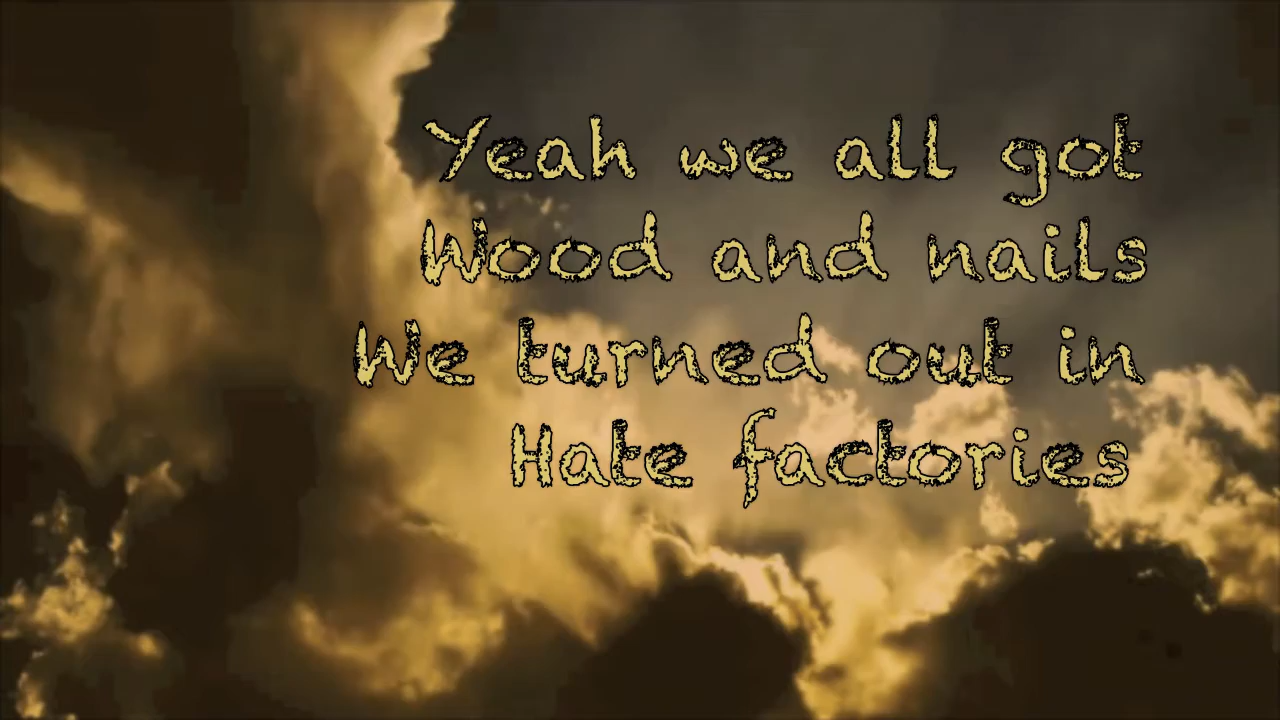 Yeah we all got
Wood and nails
We turned out in
Hate factories